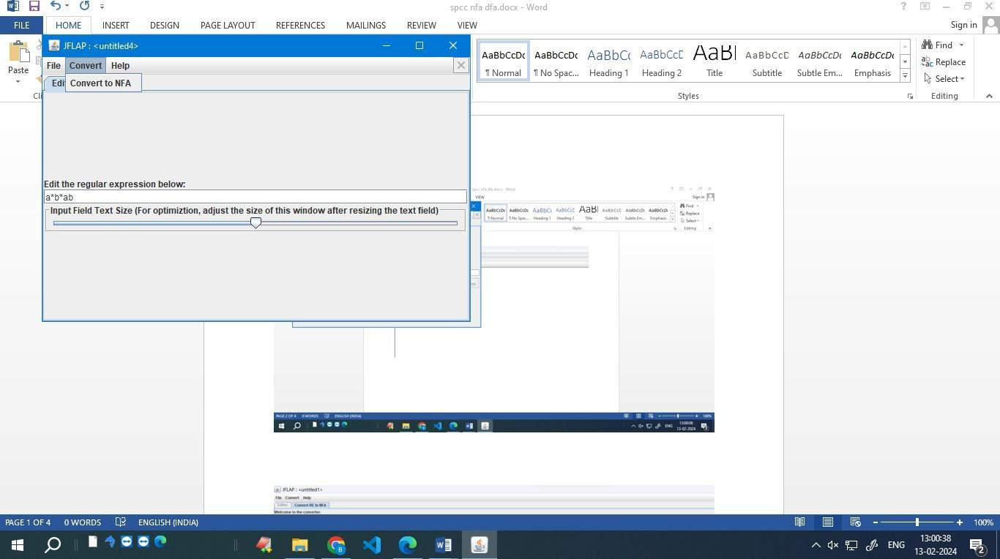 spcc nfa dfa.docx - Word
FILE HOME INSERT DESIGN PAGE LAYOUT REFERENCES MAILINGS REVIEW VIEW Sign in
Paste
AaBbCcDc AaBbCcDc AaBbCc AaBbCcD AaBl AaBbCcD AaBbCcDc AaBbCcDc
¶ Normal ¶ No Spac... Heading 1 Heading 2 Title Subtitle Subtle Em... Emphasis
Styles
Find
Replace
Select
Editing
JFLAP : <untitled4>
File Convert Help
Edi Convert to NFA
Edit the regular expression below:
a*b*ab
Input Field Text Size (For optimiztion, adjust the size of this window after resizing the text field)
spcc nfa dfa.docx - Word
VIEW Sign in
AaBbCcDc AaBbCcDc AaBbCc AaBbCcD AaBl AaBbCcD AaBbCcDc AaBbCcDc
¶ Normal ¶ No Spac... Heading 1 Heading 2 Title Subtitle Subtle Em... Emphasis
Styles
Find
Replace
Select
Editing
PAGE 2 OF 4 0 WORDS ENGLISH (INDIA) 100%
ENG 13:00:08
13-02-2024
JFLAP : <untitled1>
File Convert Help
Editor Convert RE to NFA
Welcome to the converter.
PAGE 1 OF 4 0 WORDS ENGLISH (INDIA) 100%
ENG 13:00:38
13-02-2024
2